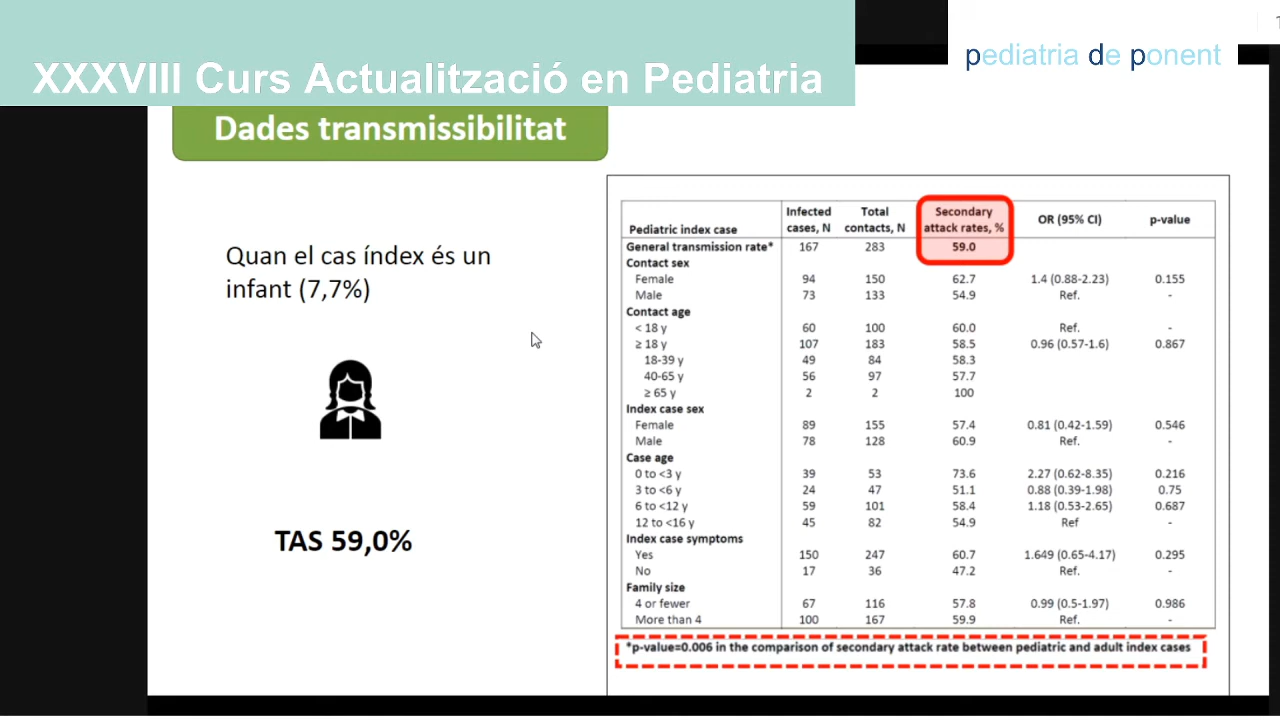 XXXVIII Curs Actualització en Pediatria
pediatria de ponent
Dades transmissibilitat
Quan el cas índex és un
infant (7,7%)
TAS 59,0%
Pediatric index case Infected cases, N Total contacts, N Secondary attack rates, % OR (95% CI) p-value
General transmission rate* 167 283 59.0
Contact sex
Female 94 150 62.7 1.4 (0.88-2.23) 0.155
Male 73 133 54.9 Ref. -
Contact age
< 18 y 60 100 60.0 Ref. -
≥ 18 y 107 183 58.5 0.96 (0.57-1.6) 0.867
18-39 y 49 84 58.3
40-65 y 56 97 57.7
≥ 65 y 2 2 100
Index case sex
Female 89 155 57.4 0.81 (0.42-1.59) 0.546
Male 78 128 60.9 Ref. -
Case age
0 to <3 y 39 53 73.6 2.27 (0.62-8.35) 0.216
3 to <6 y 24 47 51.1 0.88 (0.39-1.98) 0.75
6 to <12 y 59 101 58.4 1.18 (0.53-2.65) 0.687
12 to <16 y 45 82 54.9 Ref -
Index case symptoms
Yes 150 247 60.7 1.649 (0.65-4.17) 0.295
No 17 36 47.2 Ref. -
Family size
4 or fewer 67 116 57.8 0.99 (0.5-1.97) 0.986
More than 4 100 167 59.9 Ref. -
*p-value=0.006 in the comparison of secondary attack rate between pediatric and adult index cases